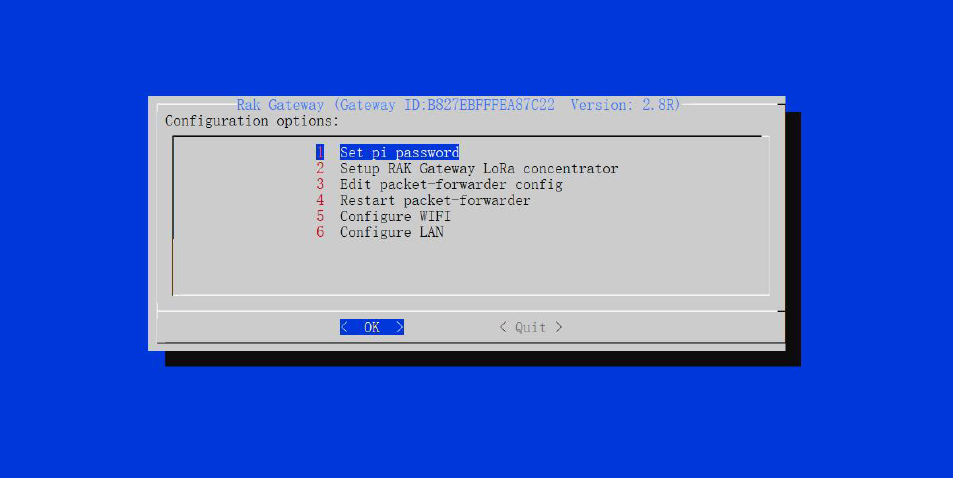 Rak Gateway (Gateway ID:B827EBFFFEA87C22  Version: 2.8R)
Configuration options:
1 Set pi password
2 Setup RAK Gateway LoRa concentrator
3 Edit packet-forwarder config
4 Restart packet-forwarder
5 Configure WIFI
6 Configure LAN
< OK > < Quit >